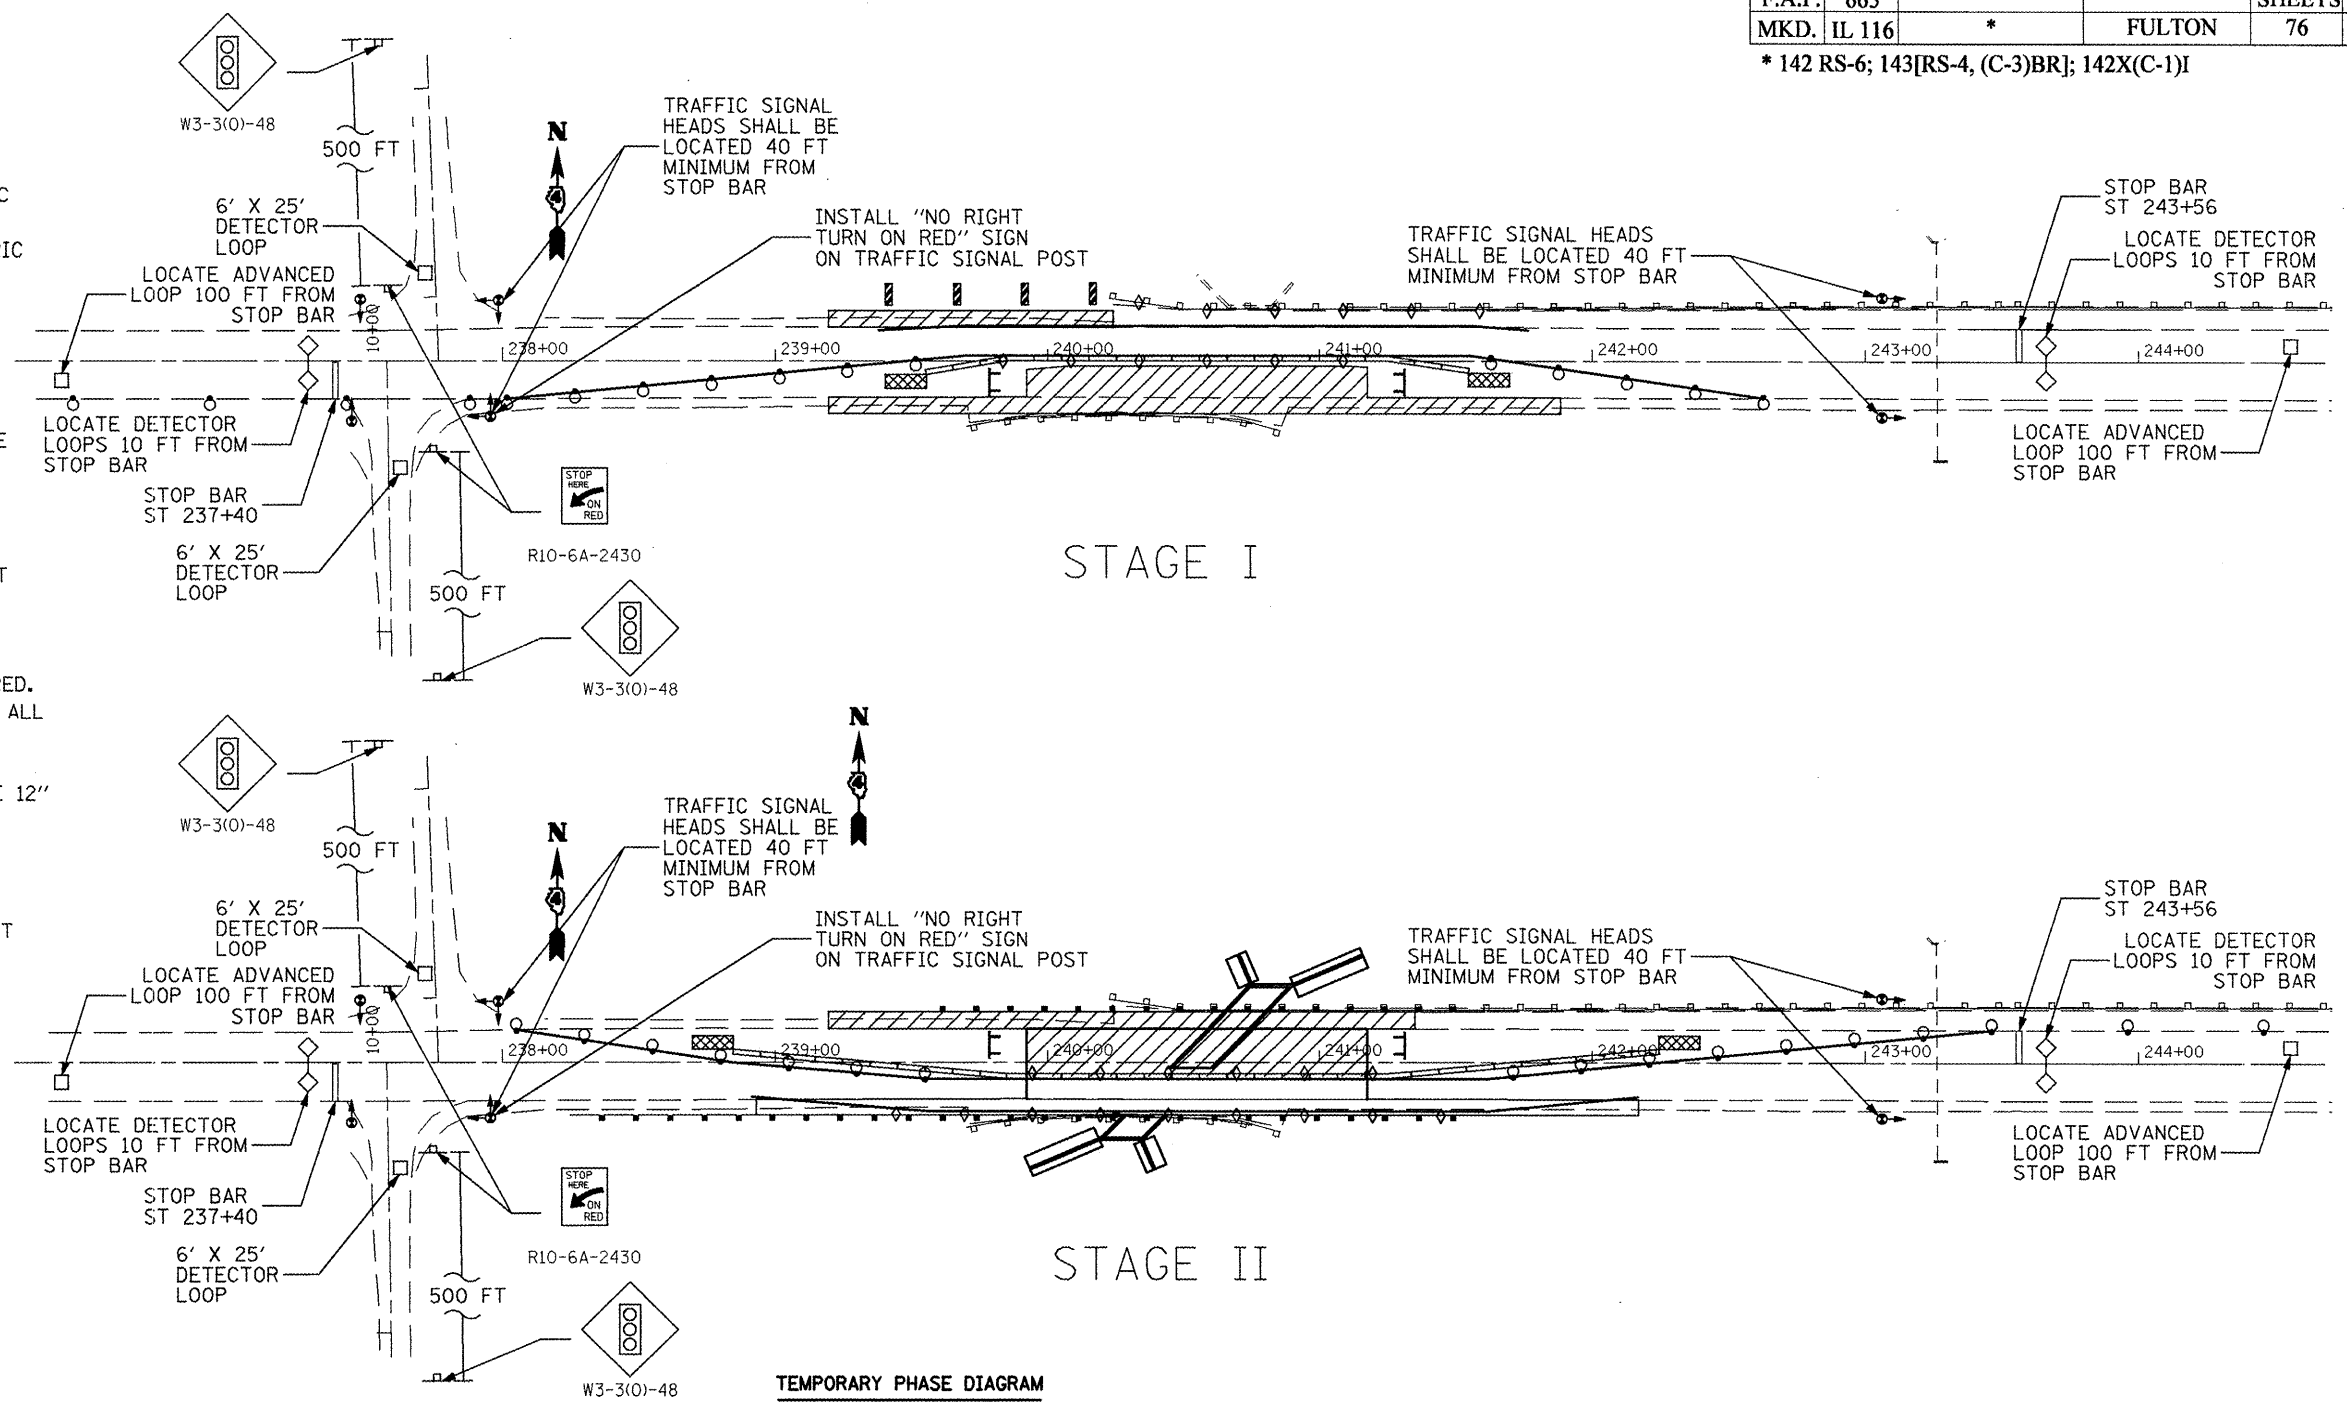 F.A.P. 665 SHEETS
MKD. IL 116 * FULTON 76
* 142 RS-6; 143[RS-4, (C-3)BR]; 142X(C-1)I
W3-3(O)-48
500 FT
6' X 25'
DETECTOR
LOOP
LOCATE ADVANCED
LOOP 100 FT FROM
STOP BAR
N
4
TRAFFIC SIGNAL
HEADS SHALL BE
LOCATED 40 FT
MINIMUM FROM
STOP BAR
INSTALL "NO RIGHT
TURN ON RED" SIGN
ON TRAFFIC SIGNAL POST
TRAFFIC SIGNAL HEADS
SHALL BE LOCATED 40 FT
MINIMUM FROM STOP BAR
STOP BAR
ST 243+56
LOCATE DETECTOR
LOOPS 10 FT FROM
STOP BAR
10+00
238+00
239+00
240+00
241+00
242+00
243+00
244+00
LOCATE DETECTOR
LOOPS 10 FT FROM
STOP BAR
STOP BAR
ST 237+40
6' X 25'
DETECTOR
LOOP
STOP
HERE
ON
RED
R10-6A-2430
500 FT
W3-3(O)-48
LOCATE ADVANCED
LOOP 100 FT FROM
STOP BAR
STAGE I
C
IC
E
T
ED.
ALL
12"
T
W3-3(O)-48
500 FT
6' X 25'
DETECTOR
LOOP
LOCATE ADVANCED
LOOP 100 FT FROM
STOP BAR
N
4
N
4
TRAFFIC SIGNAL
HEADS SHALL BE
LOCATED 40 FT
MINIMUM FROM
STOP BAR
INSTALL "NO RIGHT
TURN ON RED" SIGN
ON TRAFFIC SIGNAL POST
TRAFFIC SIGNAL HEADS
SHALL BE LOCATED 40 FT
MINIMUM FROM STOP BAR
STOP BAR
ST 243+56
LOCATE DETECTOR
LOOPS 10 FT FROM
STOP BAR
10+00
238+00
239+00
240+00
241+00
242+00
243+00
244+00
LOCATE DETECTOR
LOOPS 10 FT FROM
STOP BAR
STOP BAR
ST 237+40
6' X 25'
DETECTOR
LOOP
STOP
HERE
ON
RED
R10-6A-2430
500 FT
W3-3(O)-48
LOCATE ADVANCED
LOOP 100 FT FROM
STOP BAR
STAGE II
TEMPORARY PHASE DIAGRAM